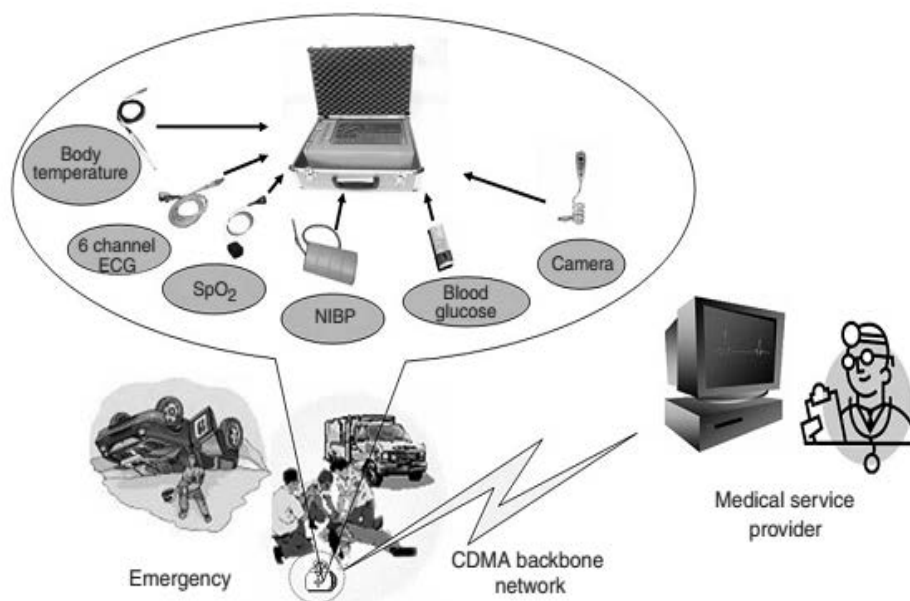 Body
temperature
6 channel
ECG
SpO₂
NIBP
Blood
glucose
Camera
Medical service
provider
CDMA backbone
network
Emergency